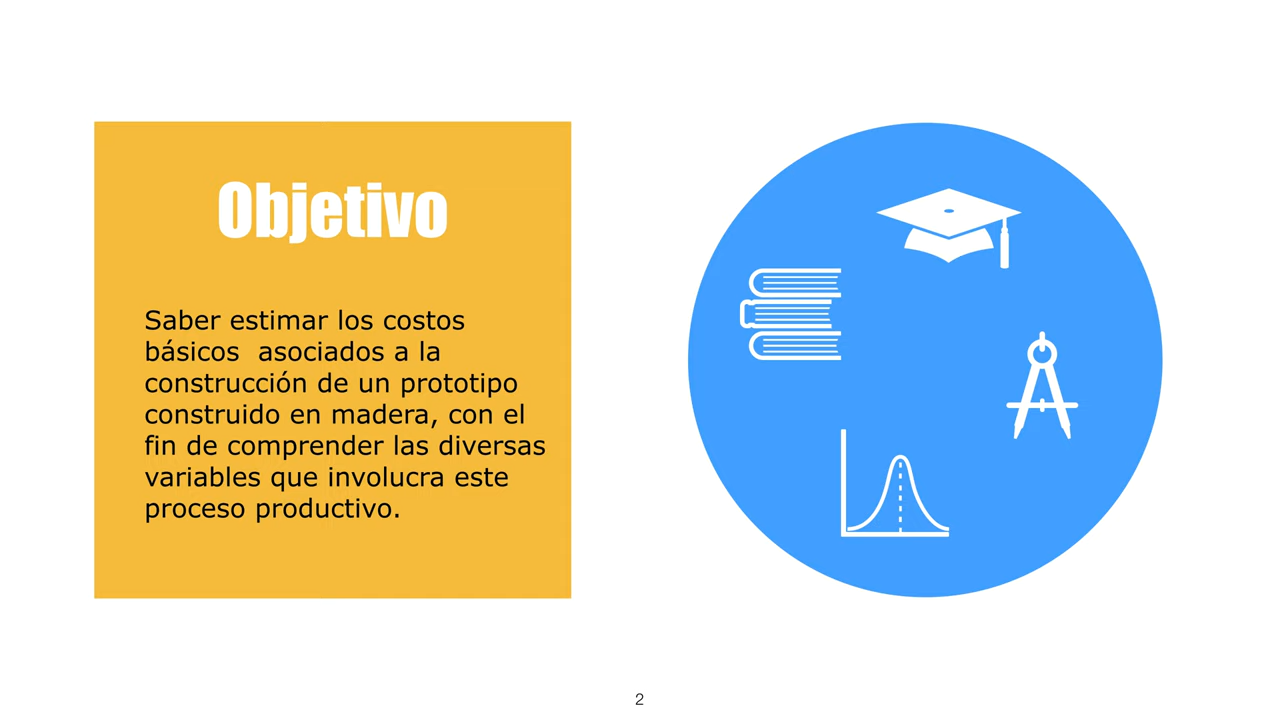 Objetivo
Saber estimar los costos
básicos  asociados a la
construcción de un prototipo
construido en madera, con el
fin de comprender las diversas
variables que involucra este
proceso productivo.
2